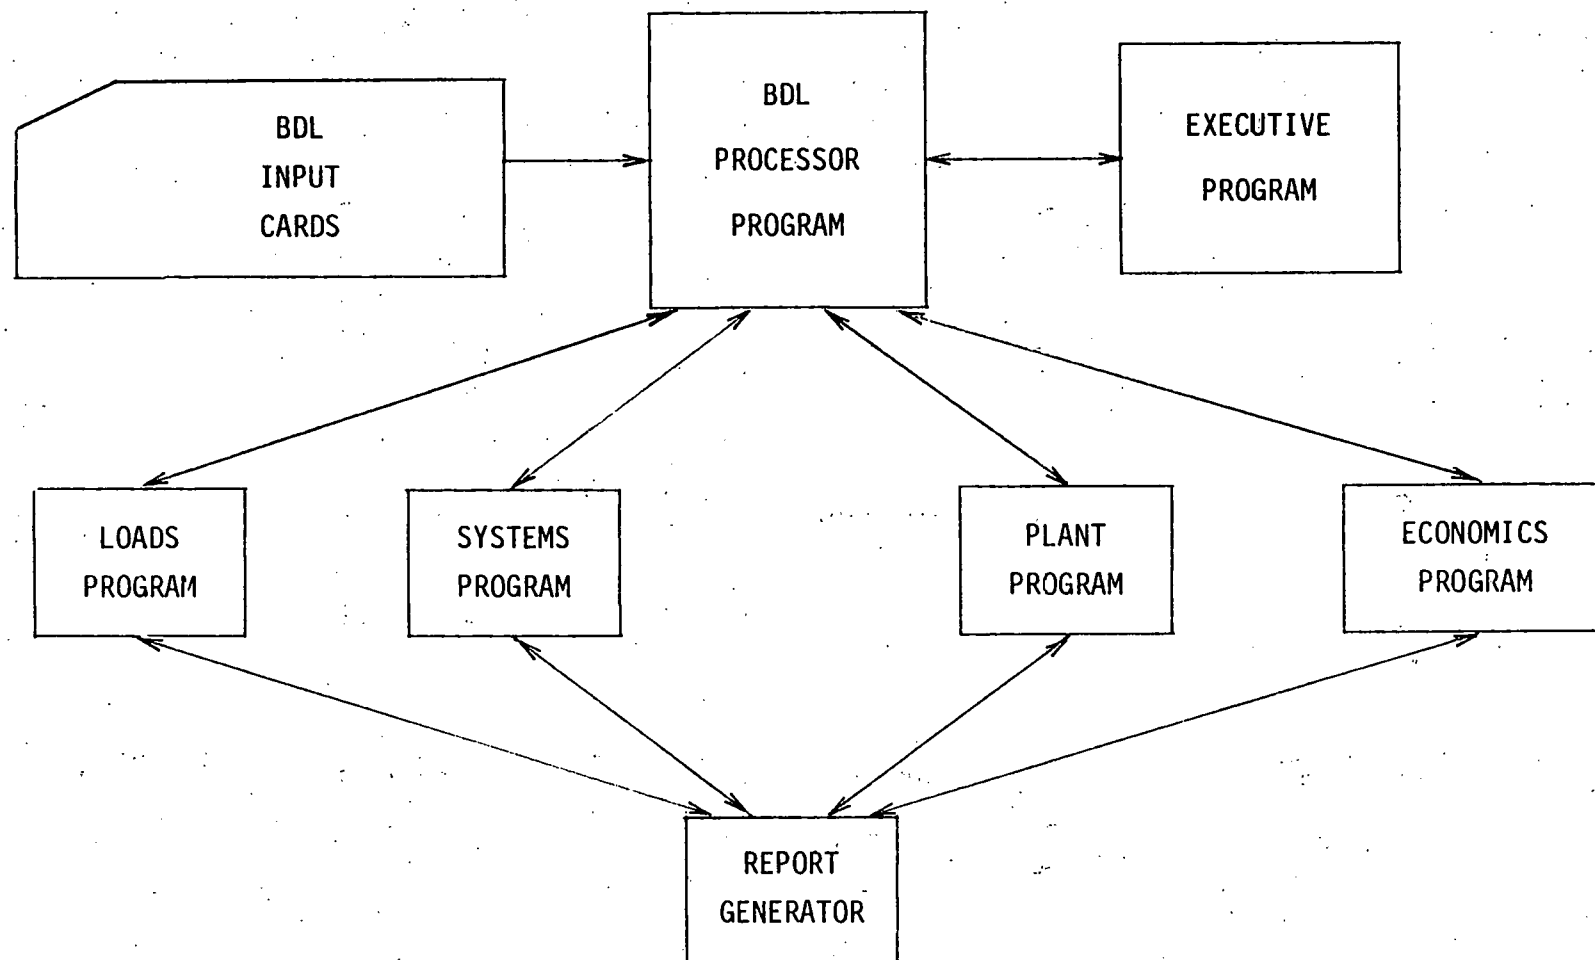 BDL
INPUT
CARDS
BDL
PROCESSOR
PROGRAM
EXECUTIVE
PROGRAM
LOADS
PROGRAM
SYSTEMS
PROGRAM
PLANT
PROGRAM
ECONOMICS
PROGRAM
REPORT
GENERATOR